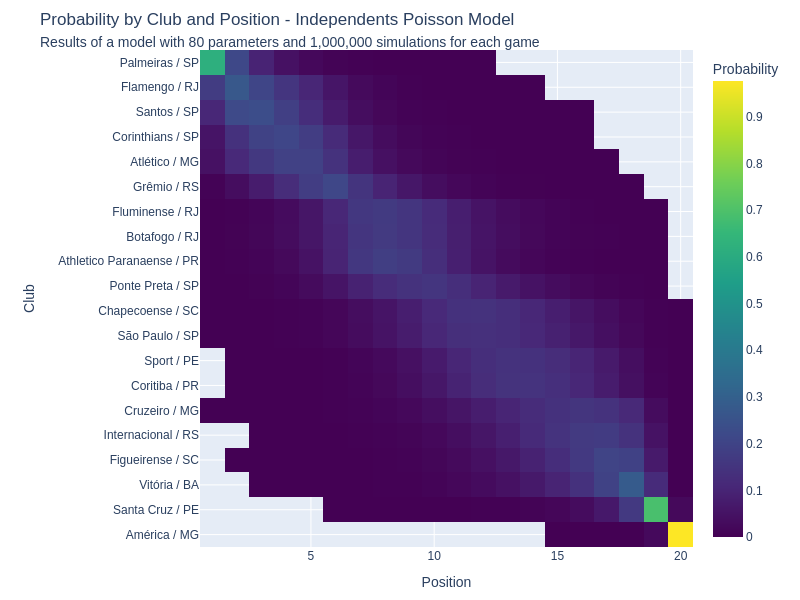 Probability by Club and Position - Independents Poisson Model
Results of a model with 80 parameters and 1,000,000 simulations for each game
Probability
Palmeiras / SP
Flamengo / RJ
Santos / SP
Corinthians / SP
Atlético / MG
Grêmio / RS
Fluminense / RJ
Botafogo / RJ
Athletico Paranaense / PR
Ponte Preta / SP
Chapecoense / SC
São Paulo / SP
Sport / PE
Coritiba / PR
Cruzeiro / MG
Internacional / RS
Figueirense / SC
Vitória / BA
Santa Cruz / PE
América / MG
Club
0.9
0.8
0.7
0.6
0.5
0.4
0.3
0.2
0.1
0
5 10 15 20
Position